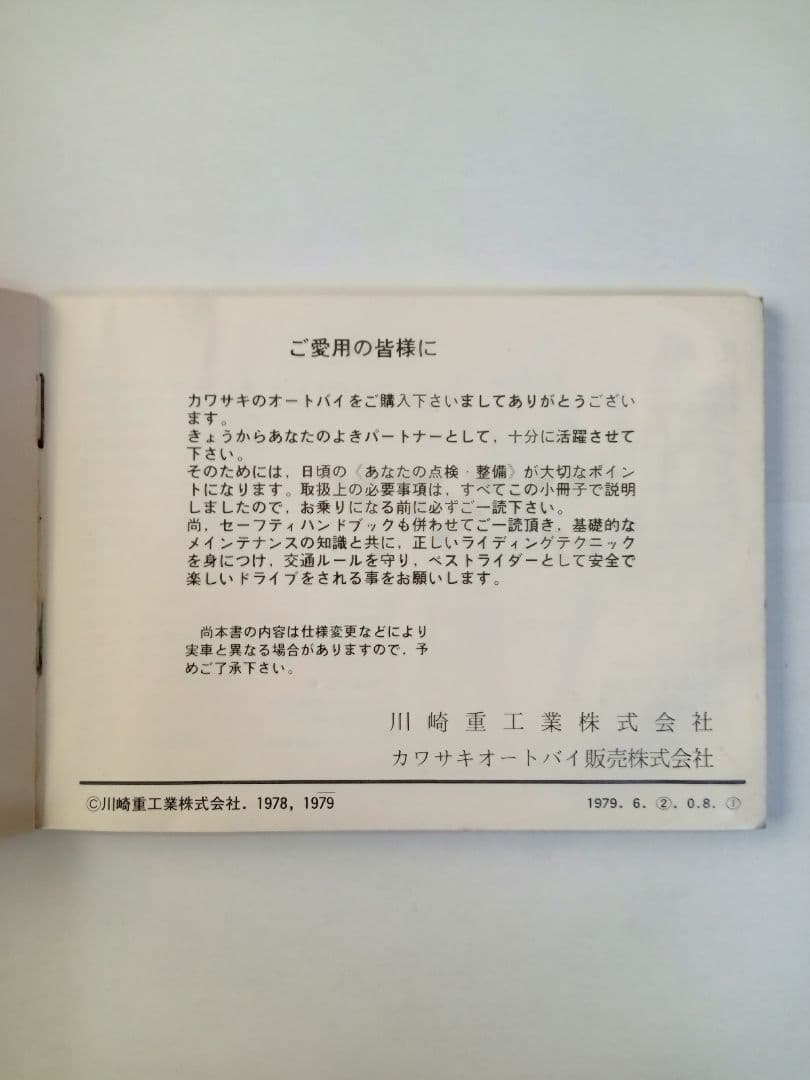 ご愛用の皆様に
カワサキのオートバイをご購入下さいましてありがとうござい
ます。
きょうからあなたのよきパートナーとして，十分に活躍させて
下さい。
そのためには，日頃の《あなたの点検・整備》が大切なポイン
トになります。取扱上の必要事項は，すべてこの小冊子で説明
しましたので，お乗りになる前に必ずご一読下さい。
尚，セーフティハンドブックも併わせてご一読頂き，基礎的な
メインテナンスの知識と共に，正しいライディングテクニック
を身につけ，交通ルールを守り，ベストライダーとして安全で
楽しいドライブをされる事をお願いします。
尚本書の内容は仕様変更などにより
実車と異なる場合がありますので，予
めご了承下さい。
川崎重工業株式会社
カワサキオートバイ販売株式会社
©川崎重工業株式会社．1978，1979
1979．6．②．0.8．①